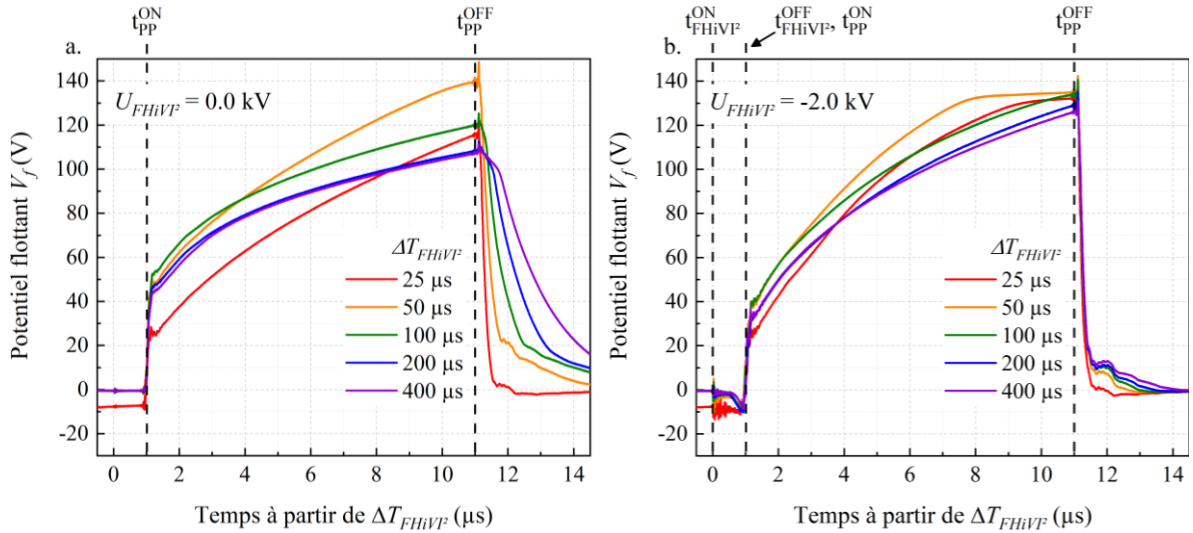 t_PP^ON
t_PP^OFF
a.
U_FHiVI² = 0.0 kV
Potentiel flottant V_f (V)
140
120
100
80
60
40
20
0
-20
ΔT_FHiVI²
25 µs
50 µs
100 µs
200 µs
400 µs
0 2 4 6 8 10 12 14
Temps à partir de ΔT_FHiVI² (µs)
t_FHiVI²^ON
t_FHiVI²^OFF, t_PP^ON
t_PP^OFF
b.
U_FHiVI² = -2.0 kV
Potentiel flottant V_f (V)
140
120
100
80
60
40
20
0
-20
ΔT_FHiVI²
25 µs
50 µs
100 µs
200 µs
400 µs
0 2 4 6 8 10 12 14
Temps à partir de ΔT_FHiVI² (µs)